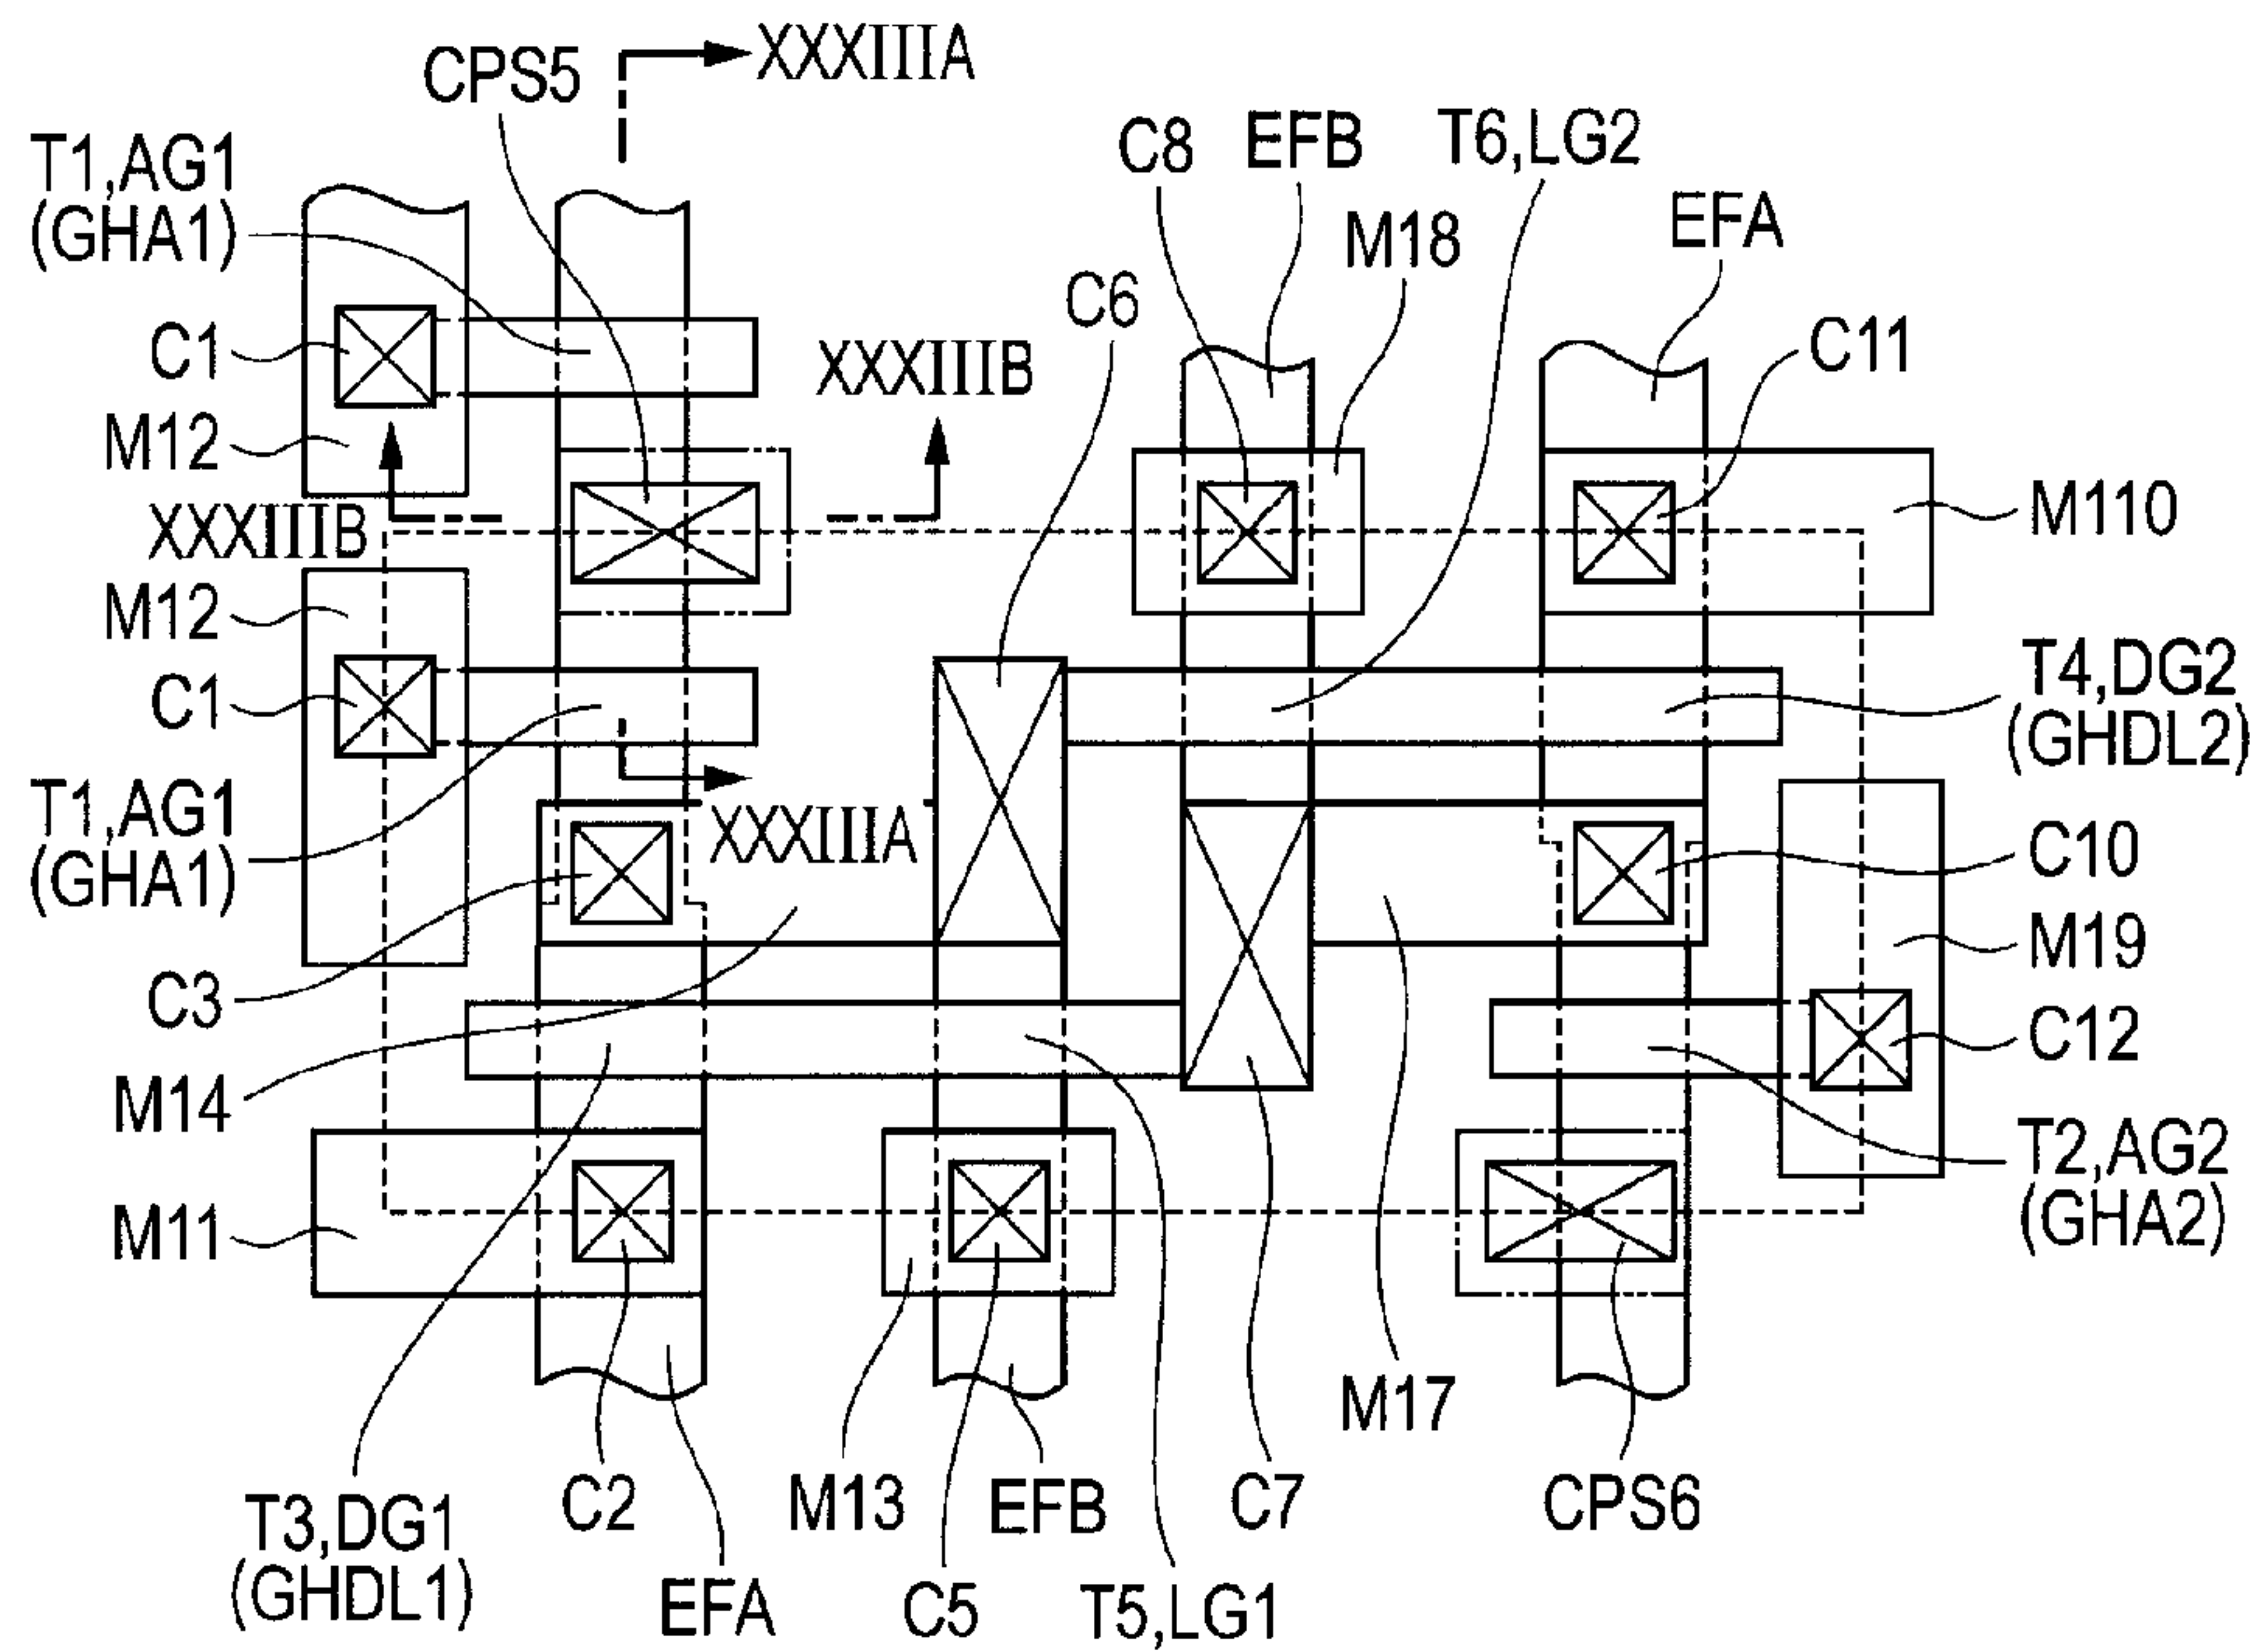 XXXIIIA
CPS5
T1,AG1
(GHA1)
C8
EFB
T6,LG2
EFA
M18
C6
C1
C11
XXXIIIB
M12
M110
XXXIIIB
M12
C1
T4,DG2
(GHDL2)
T1,AG1
(GHA1)
XXXIIIA
C10
M19
C3
C12
M14
T2,AG2
(GHA2)
M11
M17
C2
M13
EFB
C7
CPS6
T3,DG1
(GHDL1)
EFA
C5
T5,LG1